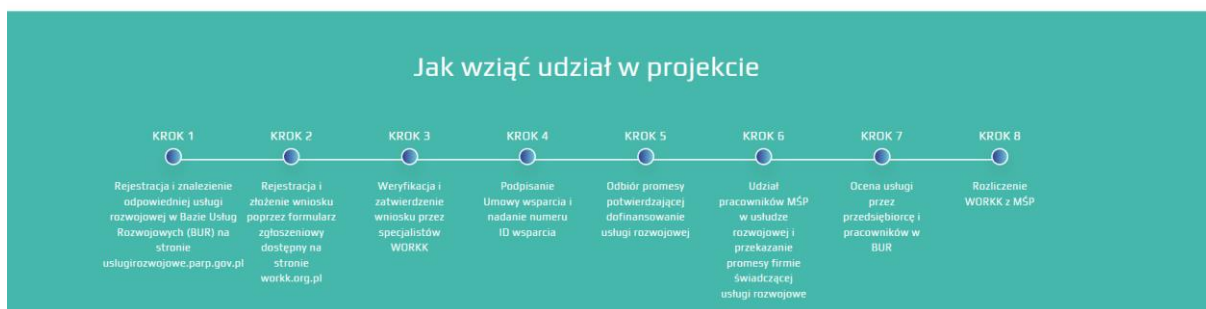 Jak wziąć udział w projekcie
KROK 1
Rejestracja i znalezienie
odpowiedniej usługi
rozwojowej w Bazie Usług
Rozwojowych (BUR) na
stronie
uslugirozwojowe.parp.gov.pl
KROK 2
Rejestracja i
złożenie wniosku
poprzez formularz
zgłoszeniowy
dostępny na
stronie
workk.org.pl
KROK 3
Weryfikacja i
zatwierdzenie
wniosku przez
specjalistów
WORKK
KROK 4
Podpisanie
Umowy wsparcia i
nadanie numeru
ID wsparcia
KROK 5
Odbiór promesy
potwierdzającej
dofinansowanie
usługi rozwojowej
KROK 6
Udział
pracowników MŚP
w usłudze
rozwojowej i
przekazanie
promesy firmie
świadczącej
usługi rozwojowe
KROK 7
Ocena usługi
przez
przedsiębiorcę i
pracowników w
BUR
KROK 8
Rozliczenie
WORKK z MŚP